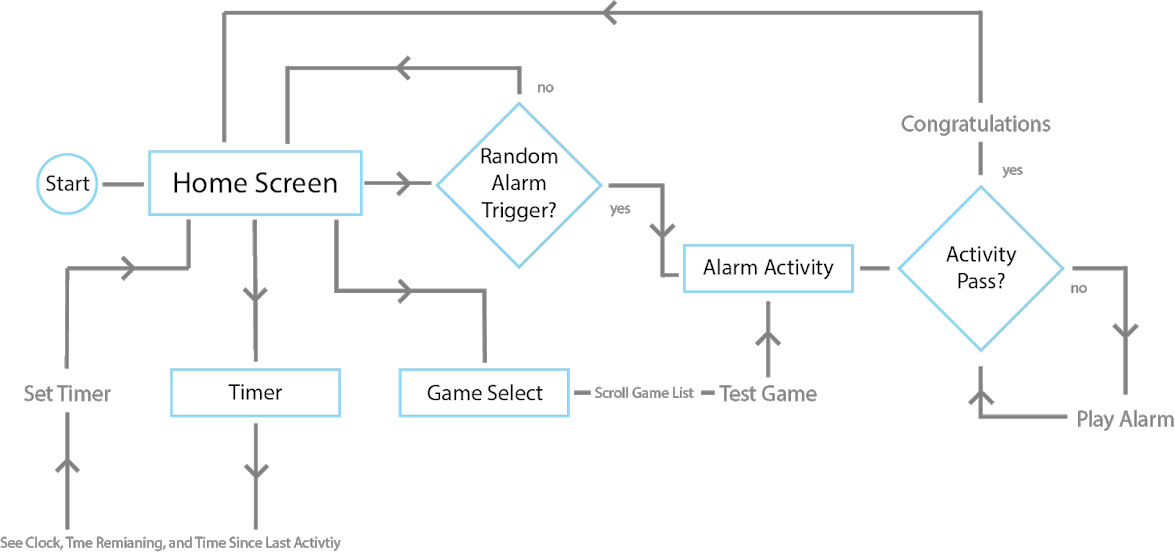 no
Congratulations
Random
Alarm
Trigger?
Start
Home Screen
yes
yes
Activity
Pass?
Alarm Activity
no
Set Timer
Timer
Game Select
Scroll Game List
Test Game
Play Alarm
See Clock, Tme Remianing, and Time Since Last Activtiy